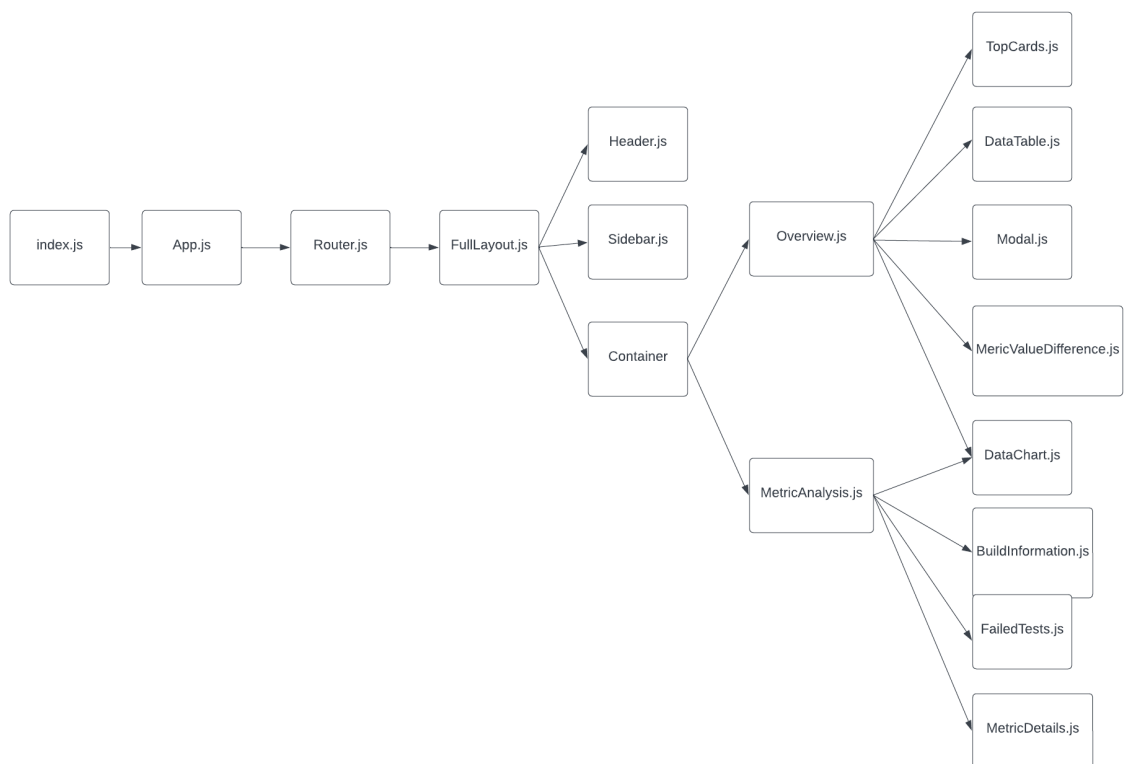 index.js
App.js
Router.js
FullLayout.js
Header.js
Sidebar.js
Container
Overview.js
MetricAnalysis.js
TopCards.js
DataTable.js
Modal.js
MericValueDifference.js
DataChart.js
BuildInformation.js
FailedTests.js
MetricDetails.js